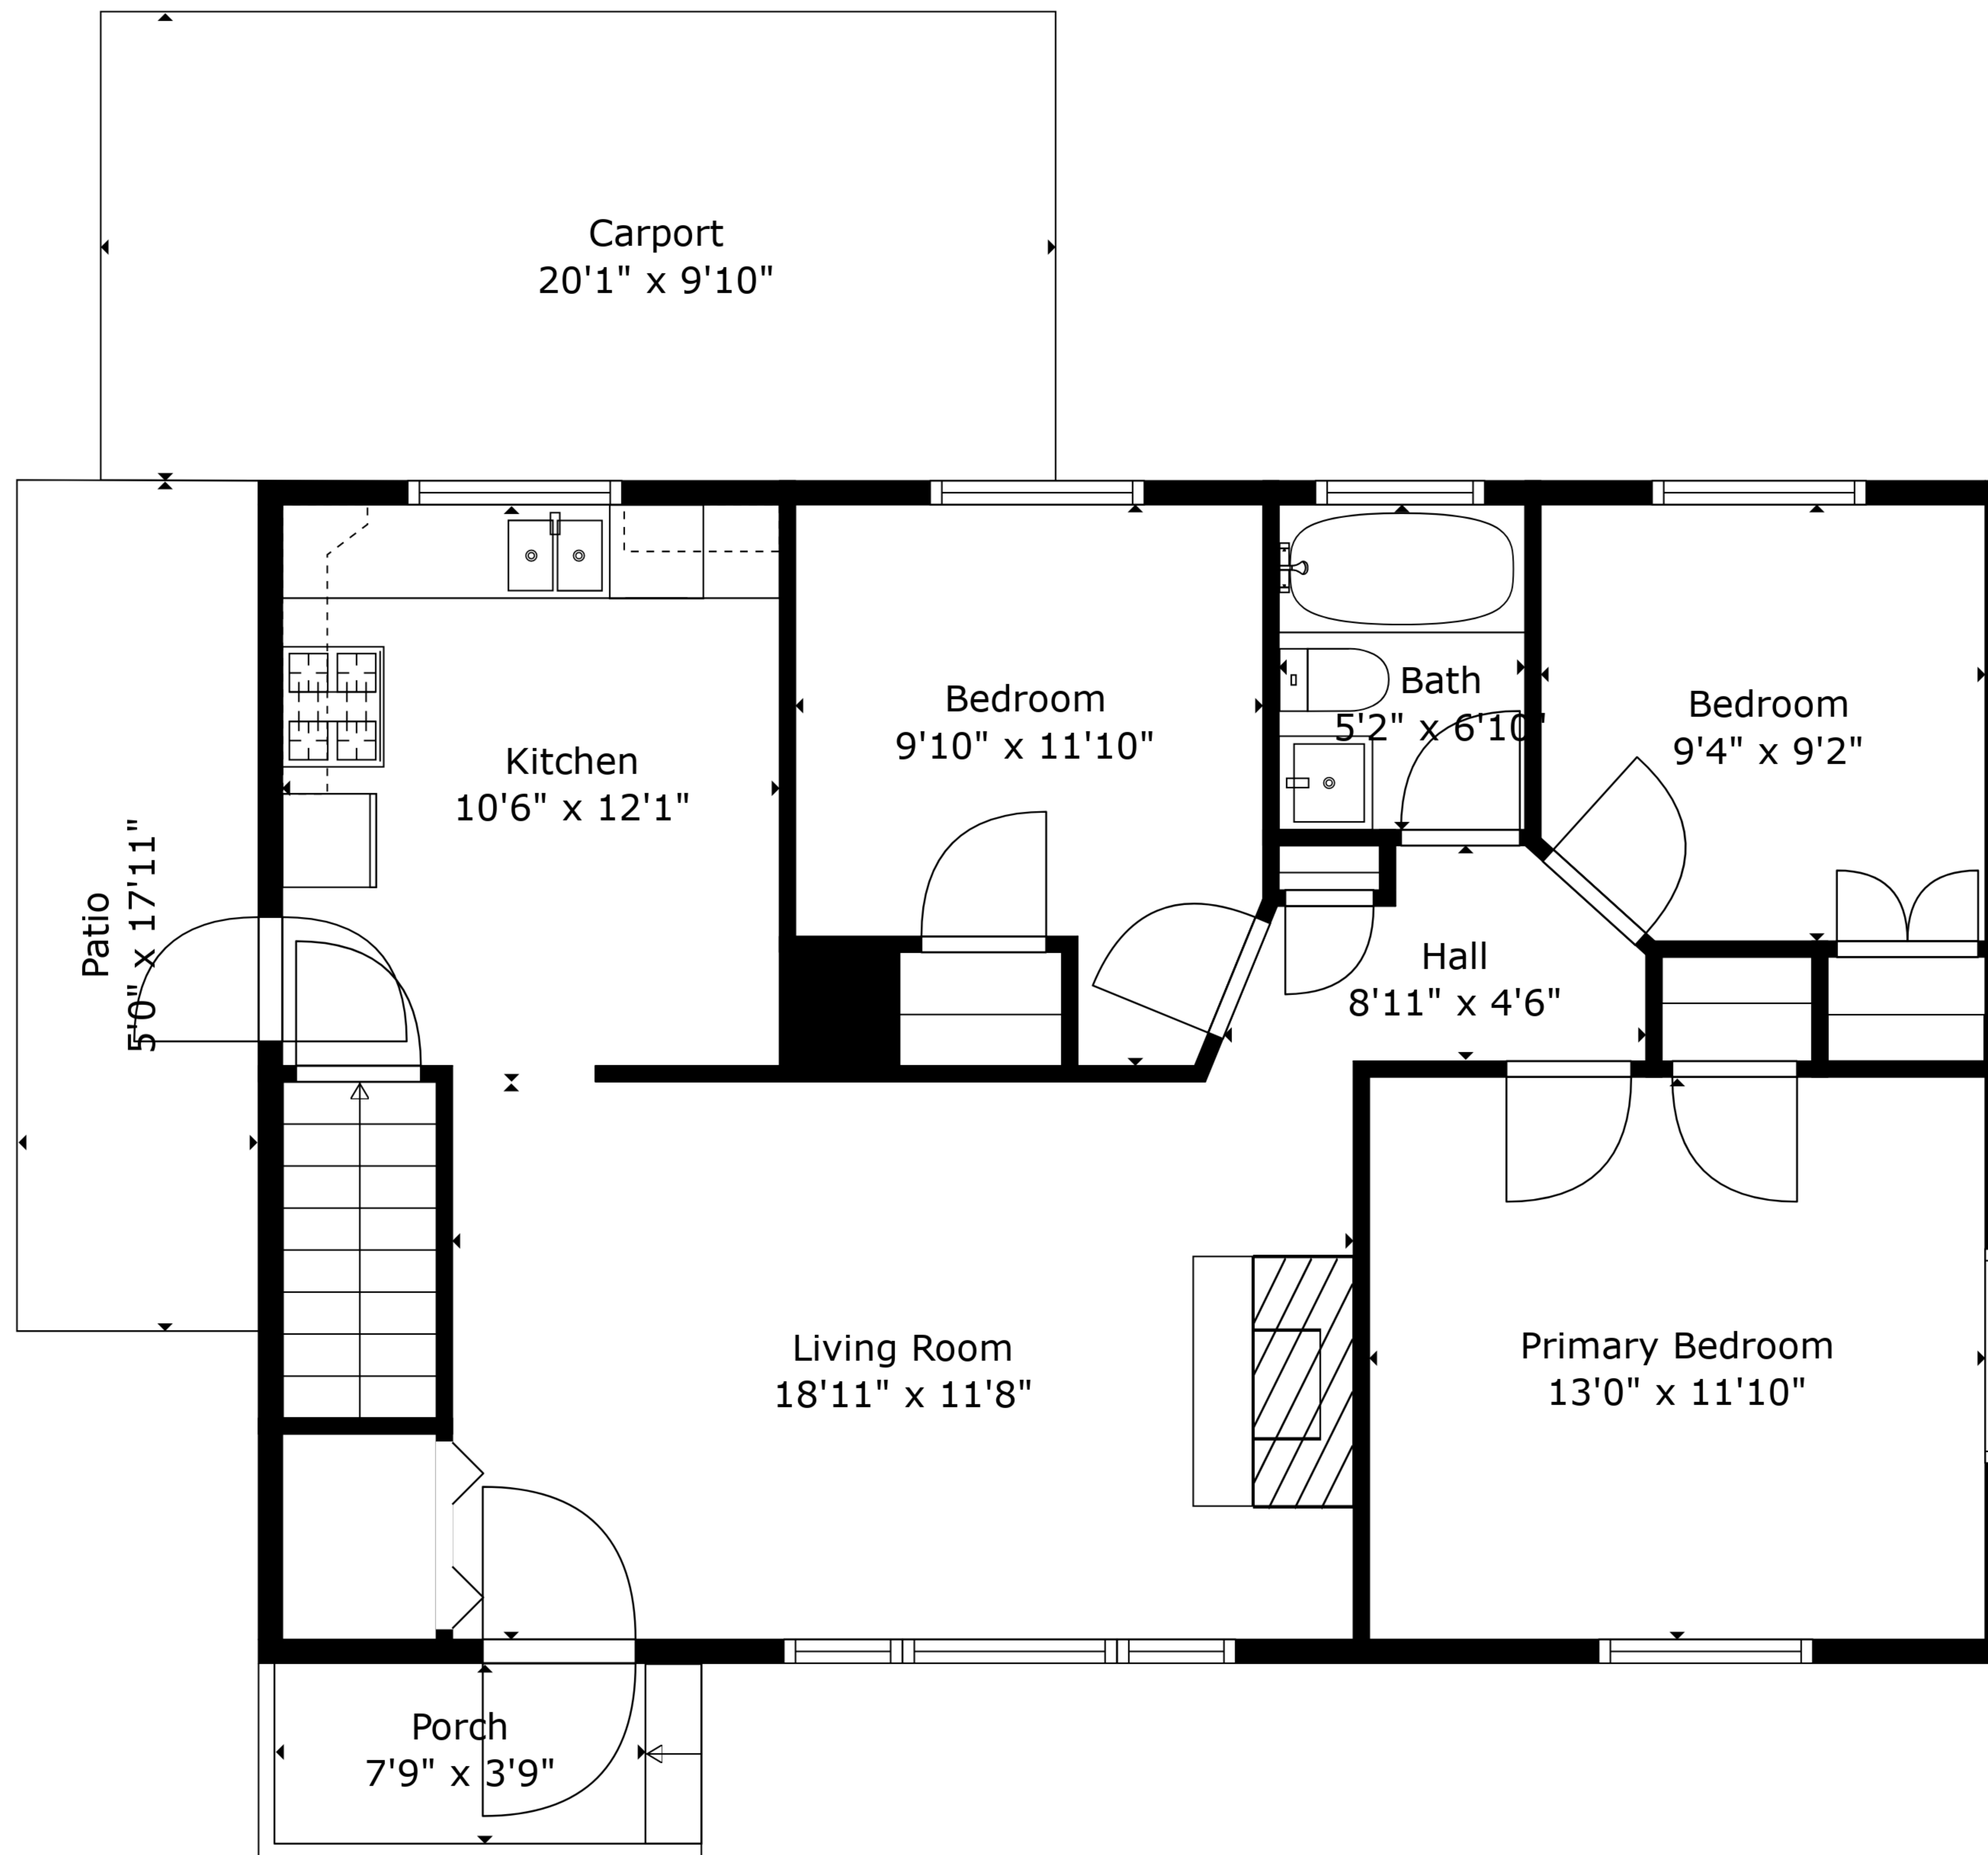 Carport
20'1" x 9'10"
Bath
5'2" x 6'10"
Bedroom
9'10" x 11'10"
Bedroom
9'4" x 9'2"
Kitchen
10'6" x 12'1"
Patio
5'0" x 17'11"
Hall
8'11" x 4'6"
Living Room
18'11" x 11'8"
Primary Bedroom
13'0" x 11'10"
Porch
7'9" x 3'9"